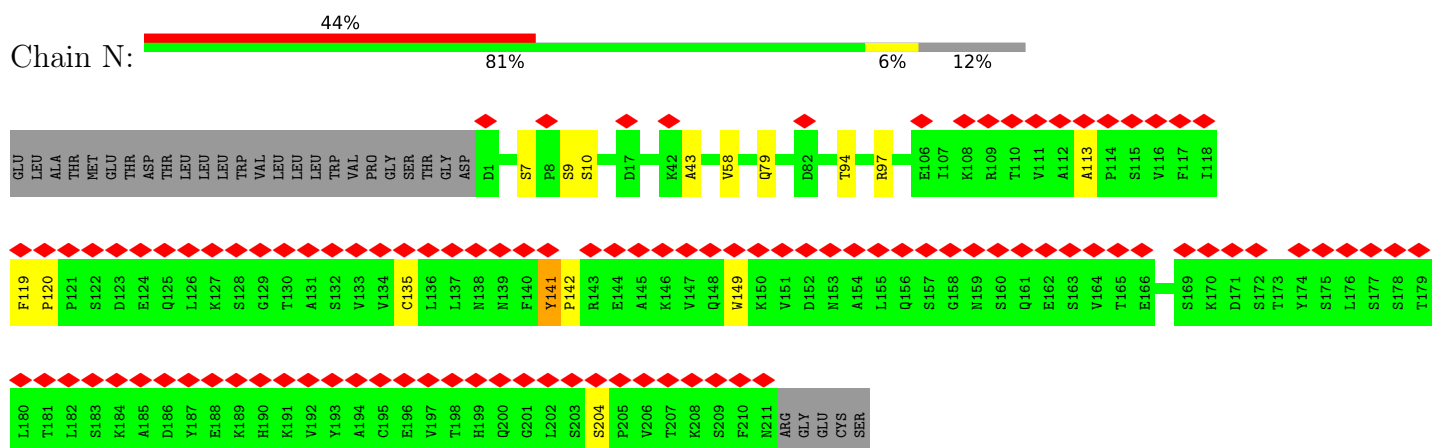 44%
Chain N:
81% 6% 12%
GLU LEU ALA THR MET GLU THR THR ASP THR LEU LEU LEU TRP VAL LEU LEU LEU TRP VAL PRO GLY SER THR GLY ASP D1 S7 P8 S9 S10 D17 K42 A43 V58 Q79 D82 T94 R97 E106 I107 K108 R109 T110 V111 A112 A113 P114 S115 V116 F117 I118
F119 P120 P121 S122 D123 E124 Q125 L126 K127 S128 G129 T130 A131 S132 V133 V134 C135 L136 L137 N138 N139 F140 Y141 P142 R143 E144 A145 K146 V147 Q148 W149 K150 V151 D152 N153 A154 L155 Q156 S157 G158 N159 S160 Q161 E162 S163 V164 T165 E166 S169 K170 D171 S172 T173 Y174 S175 L176 S177 S178 T179
L180 T181 L182 S183 K184 A185 D186 Y187 E188 K189 H190 K191 V192 Y193 A194 C195 E196 V197 T198 H199 Q200 G201 L202 S203 S204 P205 V206 T207 K208 S209 F210 N211 ARG GLY GLU CYS SER